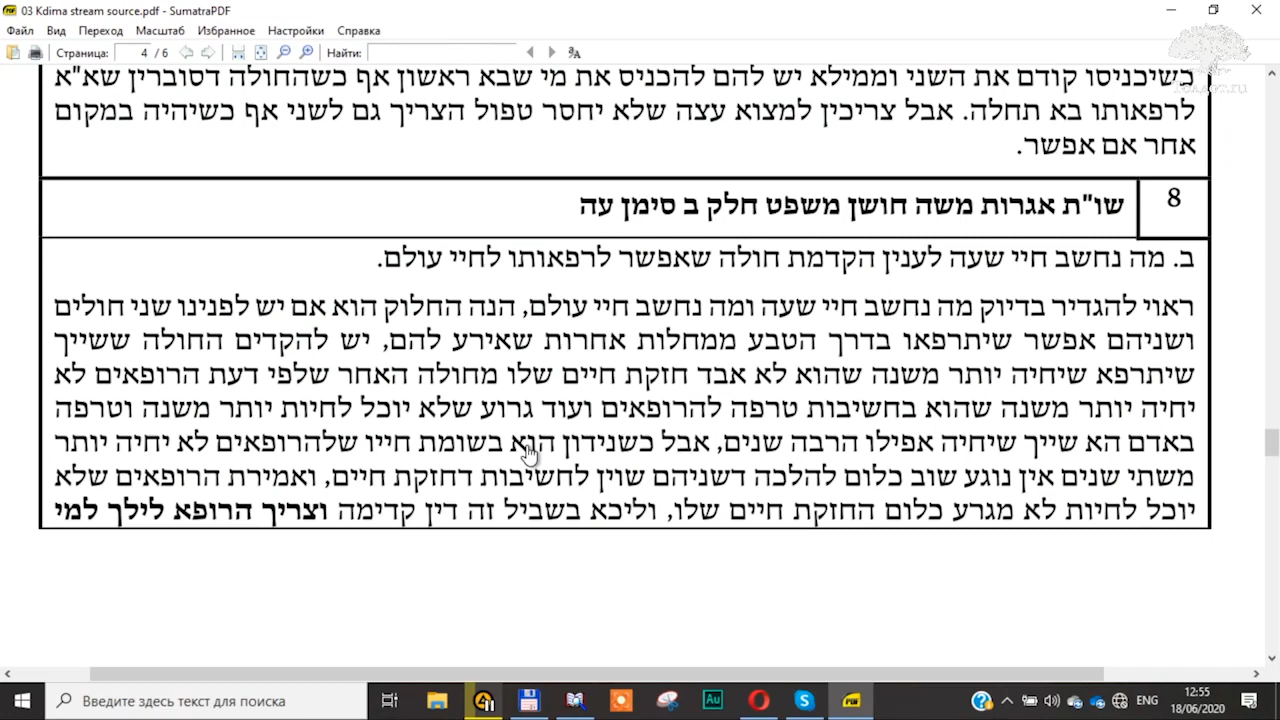 03 Kdima stream source.pdf - SumatraPDF
Файл Вид Переход Масштаб Избранное Настройки Справка
Страница: 4 / 6 Найти:
כשיכניסו קודם את השני וממילא יש להם להכניס את מי שבא ראשון אף כשהחולה דסוברין שא"א
לרפאותו בא תחלה. אבל צריכין למצוא עצה שלא יחסר טפול הצריך גם לשני אף כשיהיה במקום
אחר אם אפשר.
8
שו"ת אגרות משה חושן משפט חלק ב סימן עה
ב. מה נחשב חיי שעה לענין הקדמת חולה שאפשר לרפאותו לחיי עולם.
ראוי להגדיר בדיוק מה נחשב חיי שעה ומה נחשב חיי עולם, הנה החלוק הוא אם יש לפנינו שני חולים
ושניהם אפשר שיתרפאו בדרך הטבע ממחלות אחרות שאירע להם, יש להקדים החולה ששייך
שיתרפא שיחיה יותר משנה שהוא לא אבד חזקת חיים שלו מחולה האחר שלפי דעת הרופאים לא
יחיה יותר משנה שהוא בחשיבות טרפה להרופאים ועוד גרוע שלא יוכל לחיות יותר משנה וטרפה
באדם הא שייך שיחיה אפילו הרבה שנים, אבל כשנידון הוא בשומת חייו שלהרופאים לא יחיה יותר
משתי שנים אין נוגע שוב כלום להלכה דשניהם שוין לחשיבות דחזקת חיים, ואמירת הרופאים שלא
יוכל לחיות לא מגרע כלום החזקת חיים שלו, וליכא בשביל זה דין קדימה וצריך הרופא לילך למי
Введите здесь текст для поиска
ENG
12:55
18/06/2020